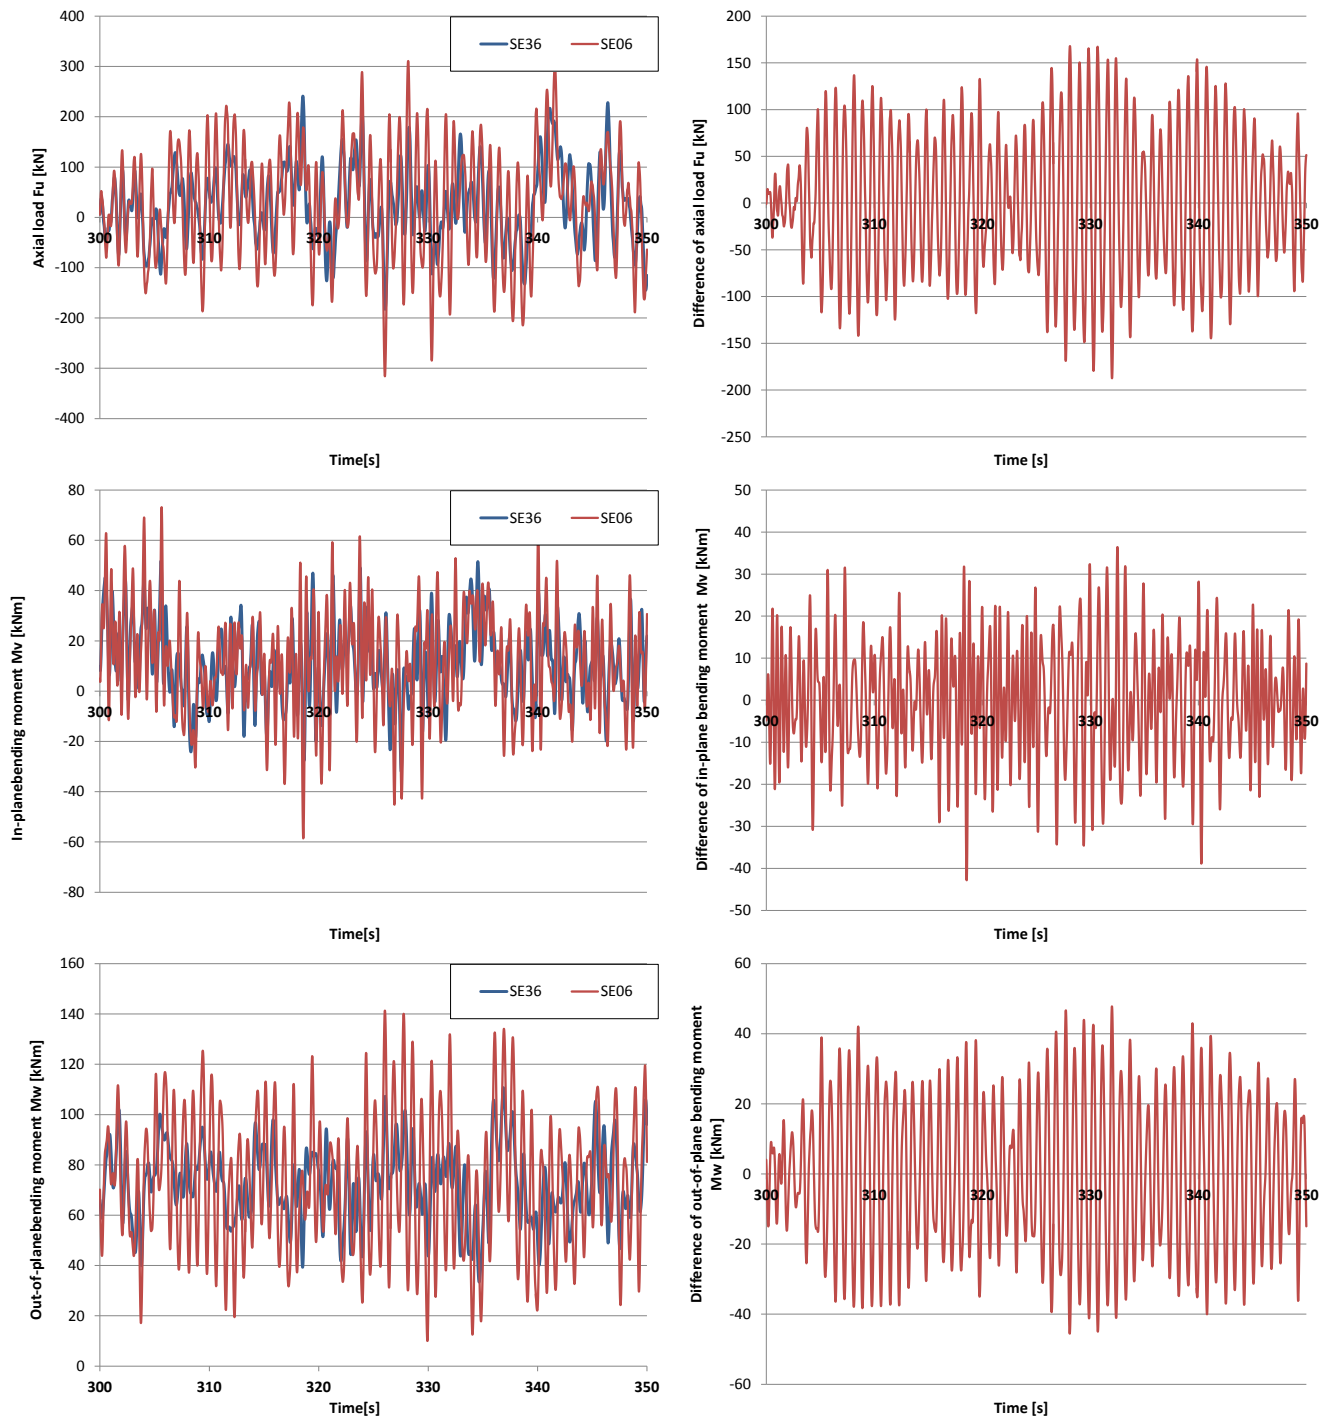 400
300
200
100
0
-100
-200
-300
-400
Axial load Fu [kN]
SE36 SE06
300 310 320 330 340 350
Time[s]
200
150
100
50
0
-50
-100
-150
-200
-250
Difference of axial load Fu [kN]
300 310 320 330 340 350
Time [s]
80
60
40
20
0
-20
-40
-60
-80
In-planebending moment Mv [kNm]
SE36 SE06
300 310 320 330 340 350
Time[s]
50
40
30
20
10
0
-10
-20
-30
-40
-50
Difference of in-plane bending moment Mv [kNm]
300 310 320 330 340 350
Time [s]
160
140
120
100
80
60
40
20
0
Out-of-planebending moment Mw [kNm]
SE36 SE06
300 310 320 330 340 350
Time[s]
60
40
20
0
-20
-40
-60
Difference of out-of-plane bending moment
Mw [kNm]
300 310 320 330 340 350
Time [s]